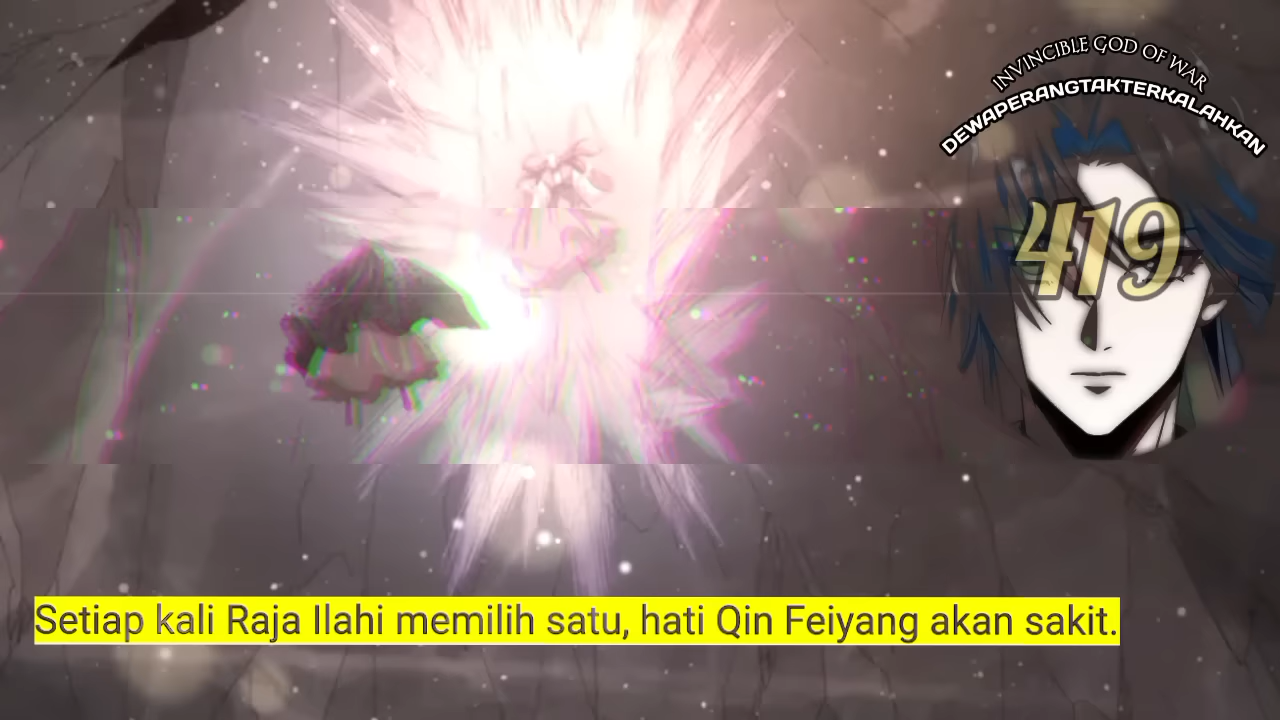 INVINCIBLE GOD OF WAR
DEWAPERANGTAKTERKALAHKAN
419
Setiap kali Raja Ilahi memilih satu, hati Qin Feiyang akan sakit.